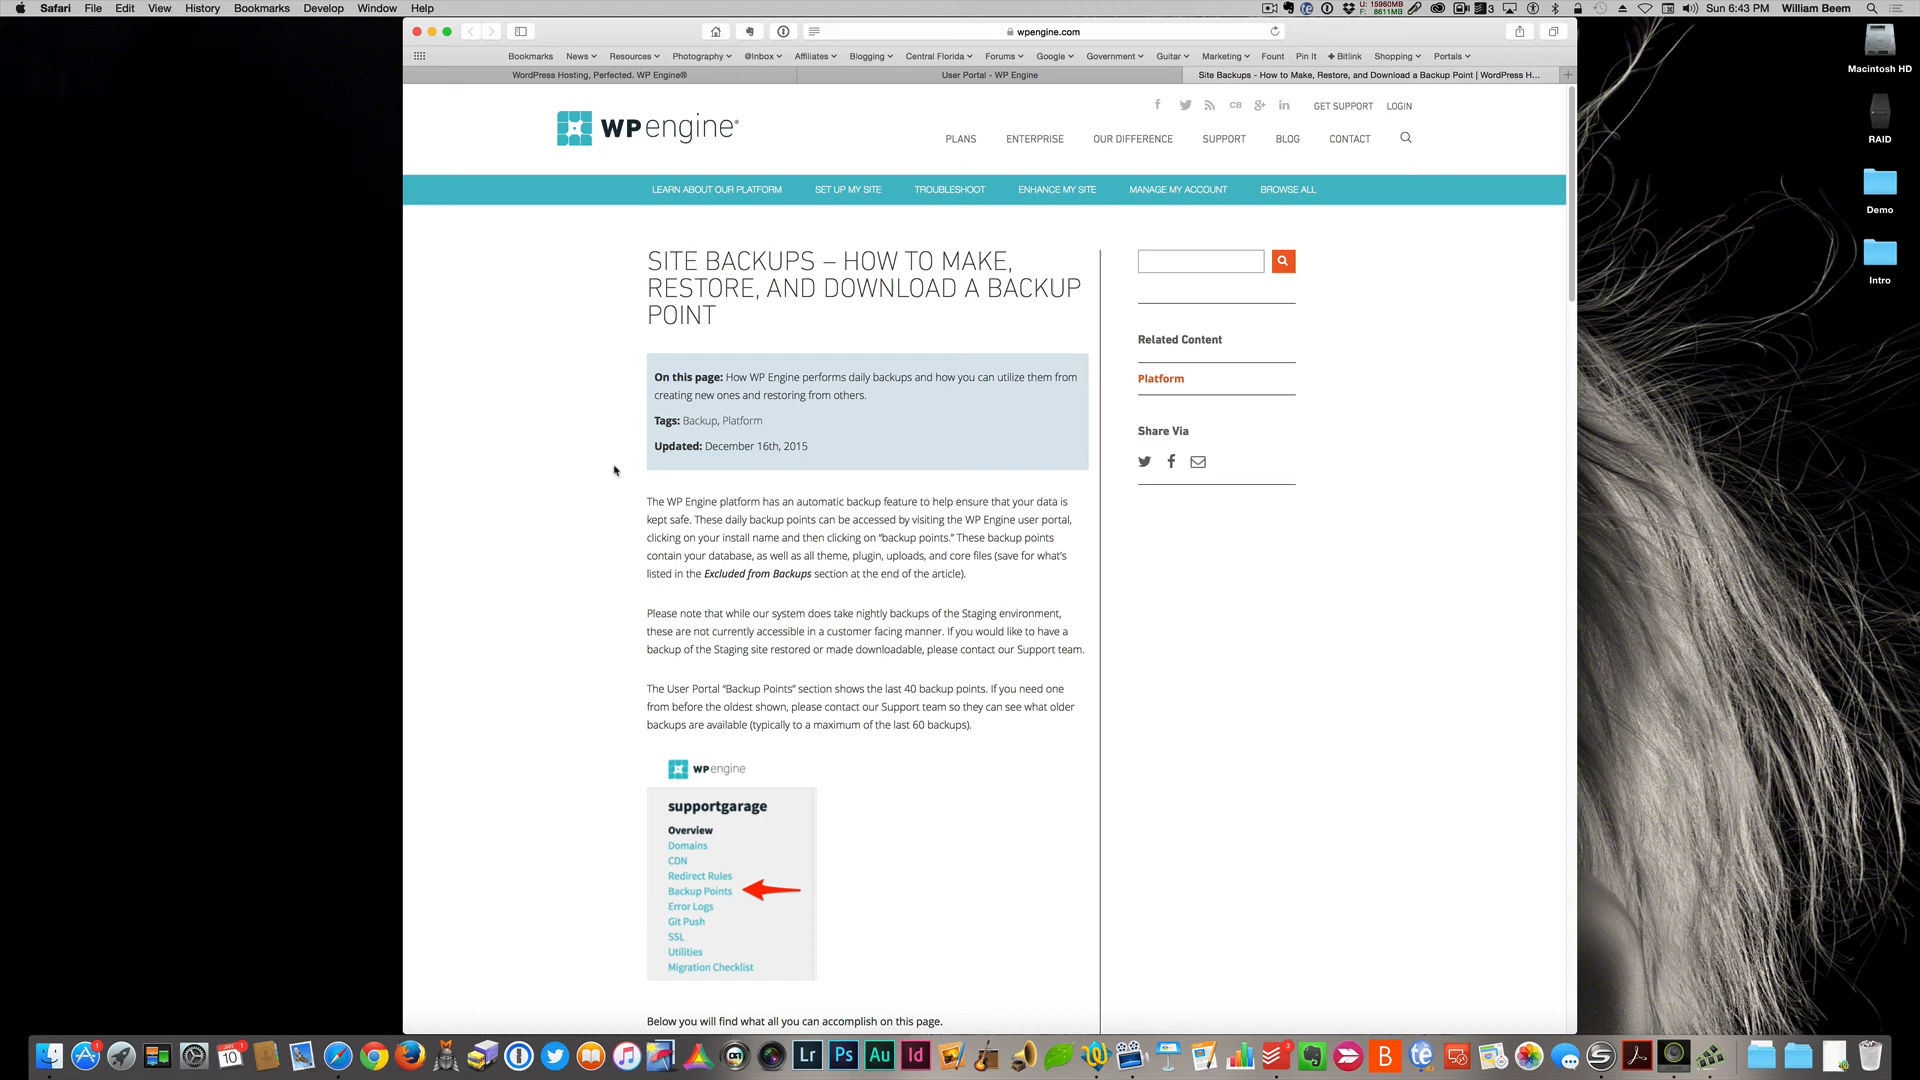 Safari File Edit View History Bookmarks Develop Window Help
U: 15960MB
F: 8611MB
3
Sun 6:43 PM William Beem
wpengine.com
Bookmarks News Resources Photography @Inbox Affiliates Blogging Central Florida Forums Google Government Guitar Marketing Fount Pin It Bitlink Shopping Portals
WordPress Hosting, Perfected. WP Engine®
User Portal - WP Engine
Site Backups - How to Make, Restore, and Download a Backup Point | WordPress H...
Macintosh HD
RAID
Demo
Intro
CB
GET SUPPORT LOGIN
WP engine®
PLANS ENTERPRISE OUR DIFFERENCE SUPPORT BLOG CONTACT
LEARN ABOUT OUR PLATFORM SET UP MY SITE TROUBLESHOOT ENHANCE MY SITE MANAGE MY ACCOUNT BROWSE ALL
SITE BACKUPS – HOW TO MAKE,
RESTORE, AND DOWNLOAD A BACKUP
POINT
On this page: How WP Engine performs daily backups and how you can utilize them from
creating new ones and restoring from others.
Tags: Backup, Platform
Updated: December 16th, 2015
The WP Engine platform has an automatic backup feature to help ensure that your data is
kept safe. These daily backup points can be accessed by visiting the WP Engine user portal,
clicking on your install name and then clicking on “backup points.” These backup points
contain your database, as well as all theme, plugin, uploads, and core files (save for what’s
listed in the Excluded from Backups section at the end of the article).
Please note that while our system does take nightly backups of the Staging environment,
these are not currently accessible in a customer facing manner. If you would like to have a
backup of the Staging site restored or made downloadable, please contact our Support team.
The User Portal “Backup Points” section shows the last 40 backup points. If you need one
from before the oldest shown, please contact our Support team so they can see what older
backups are available (typically to a maximum of the last 60 backups).
WP engine
supportgarage
Overview
Domains
CDN
Redirect Rules
Backup Points
Error Logs
Git Push
SSL
Utilities
Migration Checklist
Below you will find what all you can accomplish on this page.
Related Content
Platform
Share Via
JAN
10
Lr Ps Au Id
B
te